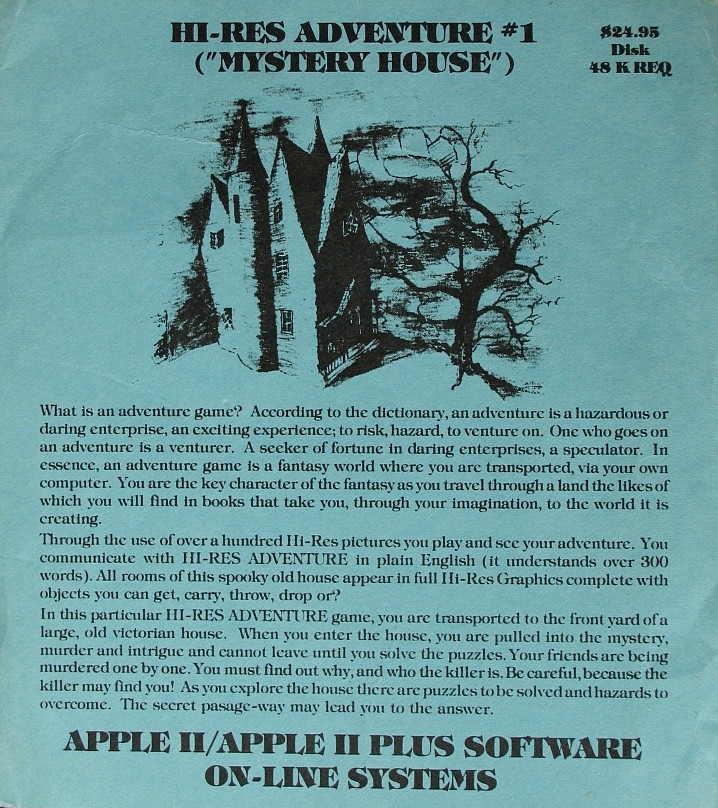 HI-RES ADVENTURE #1
("MYSTERY HOUSE")
$24.95
Disk
48 K REQ
What is an adventure game? According to the dictionary, an adventure is a hazardous or
daring enterprise, an exciting experience; to risk, hazard, to venture on. One who goes on
an adventure is a venturer. A seeker of fortune in daring enterprises, a speculator. In
essence, an adventure game is a fantasy world where you are transported, via your own
computer. You are the key character of the fantasy as you travel through a land the likes of
which you will find in books that take you, through your imagination, to the world it is
creating.
Through the use of over a hundred Hi-Res pictures you play and see your adventure. You
communicate with HI-RES ADVENTURE in plain English (it understands over 300
words). All rooms of this spooky old house appear in full Hi-Res Graphics complete with
objects you can get, carry, throw, drop or?
In this particular HI-RES ADVENTURE game, you are transported to the front yard of a
large, old victorian house. When you enter the house, you are pulled into the mystery,
murder and intrigue and cannot leave until you solve the puzzles. Your friends are being
murdered one by one. You must find out why, and who the killer is. Be careful, because the
killer may find you! As you explore the house there are puzzles to be solved and hazards to
overcome. The secret pasage-way may lead you to the answer.
APPLE II/APPLE II PLUS SOFTWARE
ON-LINE SYSTEMS